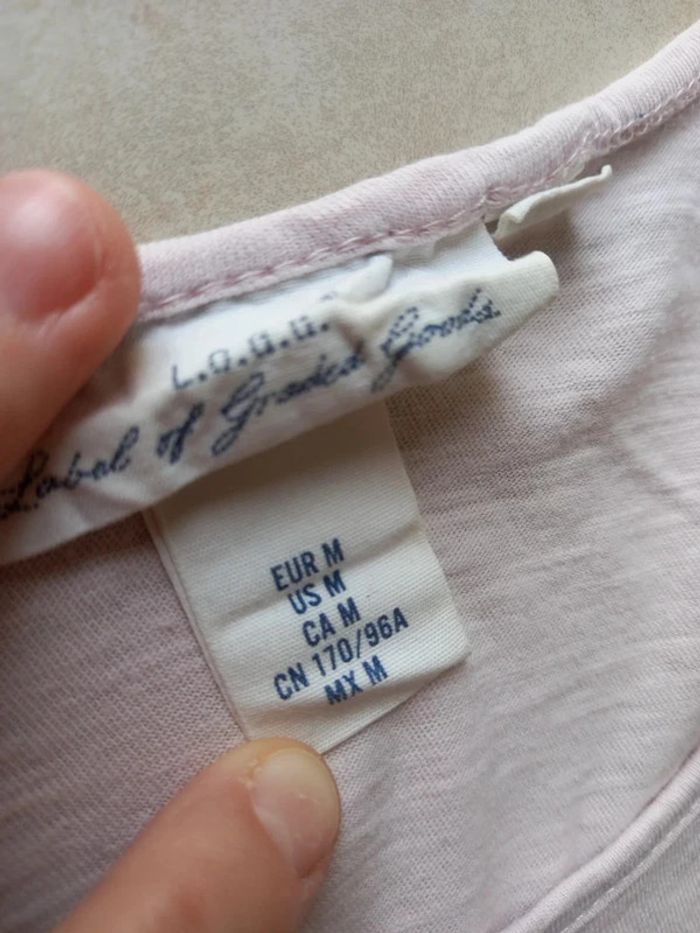 L.O.G.G.
Label of Graded Goods
EUR M
US M
CA M
CN 170/96A
MX M